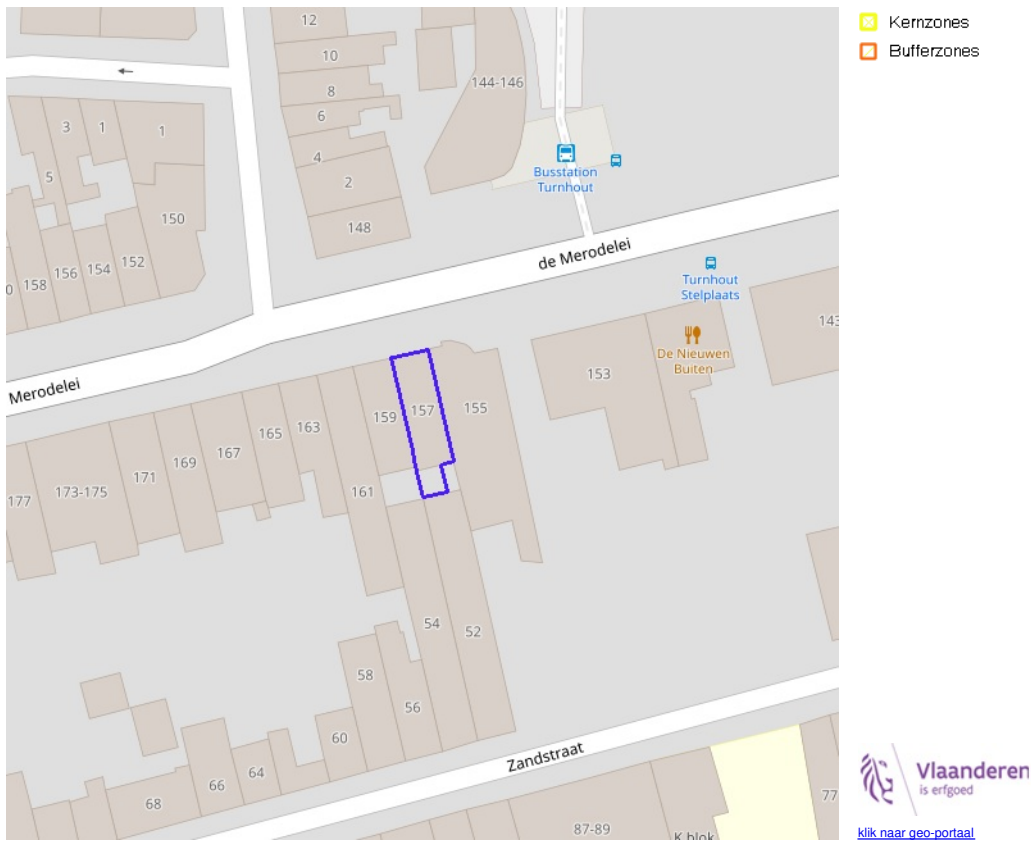 12
10
8
6
4
2
148
144-146
Kernzones
Bufferzones
3
1
1
5
150
152
154
156
158
0
Busstation
Turnhout
de Merodelei
Turnhout
Stelplaats
De Nieuwen
Buiten
143
153
Merodelei
155
157
159
161
163
165
167
169
171
173-175
177
54
52
58
56
60
64
66
68
Zandstraat
87-89
K blok
77
Vlaanderen
is erfgoed
klik naar geo-portaal